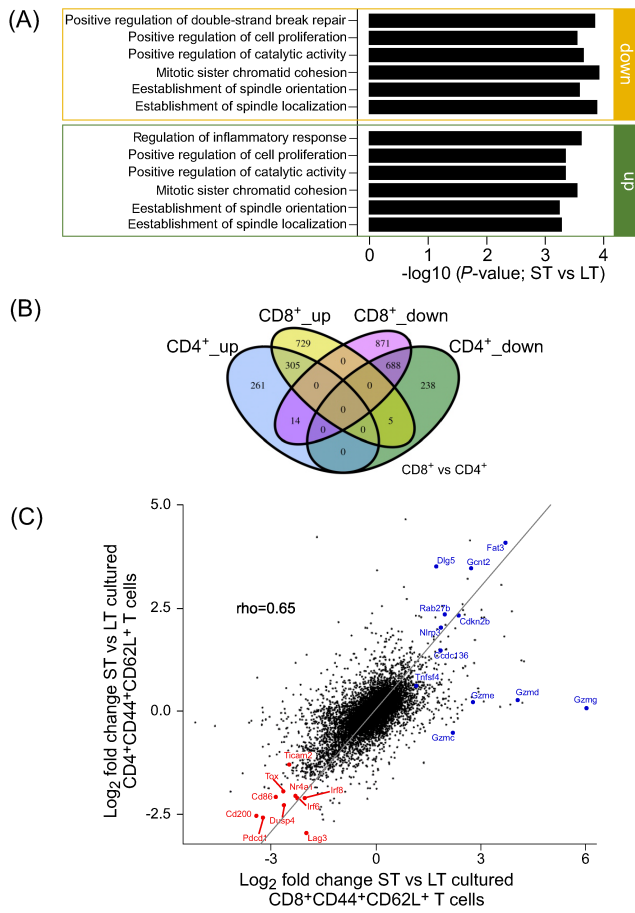 (A)
Positive regulation of double-strand break repair
Positive regulation of cell proliferation
Positive regulation of catalytic activity
Mitotic sister chromatid cohesion
Eestablishment of spindle orientation
Establishment of spindle localization
down
Regulation of inflammatory response
Positive regulation of cell proliferation
Positive regulation of catalytic activity
Mitotic sister chromatid cohesion
Eestablishment of spindle orientation
Eestablishment of spindle localization
up
0 1 2 3 4
-log10 (P-value; ST vs LT)
(B)
CD8+_up CD8+_down
CD4+_up CD4+_down
729 871
305 0 688
261 0 0 238
0
14 0 0 5
0
CD8+ vs CD4+
(C)
5.0
2.5
0.0
-2.5
Log2 fold change ST vs LT cultured
CD4+CD44+CD62L+ T cells
rho=0.65
Fat3
Dlg5
Gcnt2
Rab27b
Cdkn2b
Nlrp3
Ccdc136
Tnfsf4
Gzme
Gzmd
Gzmg
Gzmc
Ticam2
Tox
Nr4a1
Irf8
Cd86
Irf6
Cd200
Dusp4
Pdcd1
Lag3
-3 0 3 6
Log2 fold change ST vs LT cultured
CD8+CD44+CD62L+ T cells